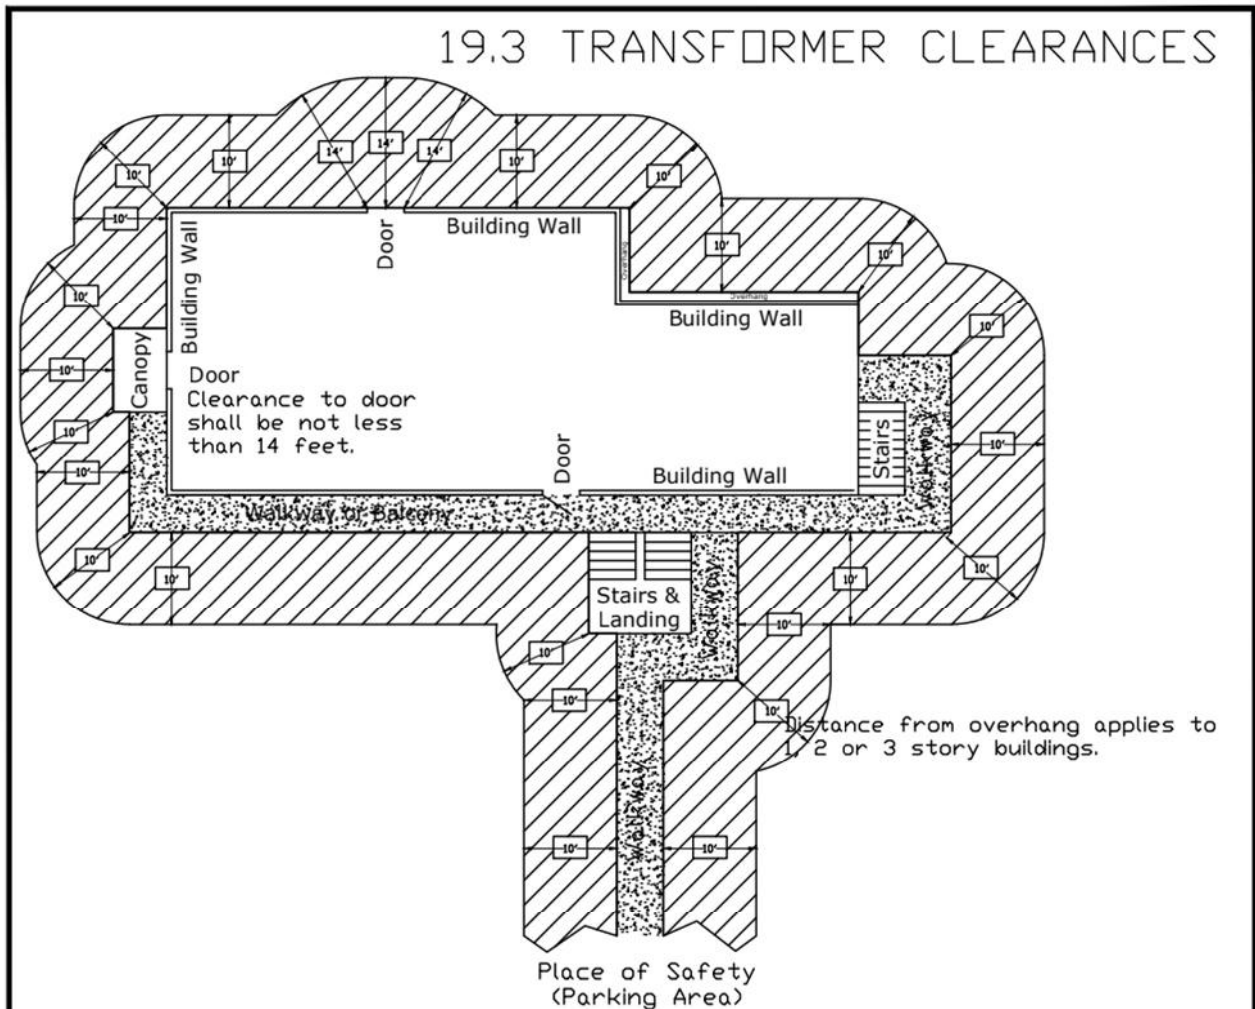 19.3 TRANSFORMER CLEARANCES
14'
14' 14'
10' 10'
10' 10'
10'
Building Wall
Door
Building Wall
Overhang
10' 10'
10'
Overhang
Building Wall
10'
Canopy
10'
Door
Clearance to door
shall be not less
than 14 feet.
10'
10'
Door
Building Wall
Stairs
Walkway
10'
Walkway or Balcony
10'
10'
10'
10'
Stairs &
Landing
Walkway
10'
10'
10'
10'
Distance from overhang applies to
1, 2 or 3 story buildings.
Walkway
10' 10'
Place of Safety
(Parking Area)